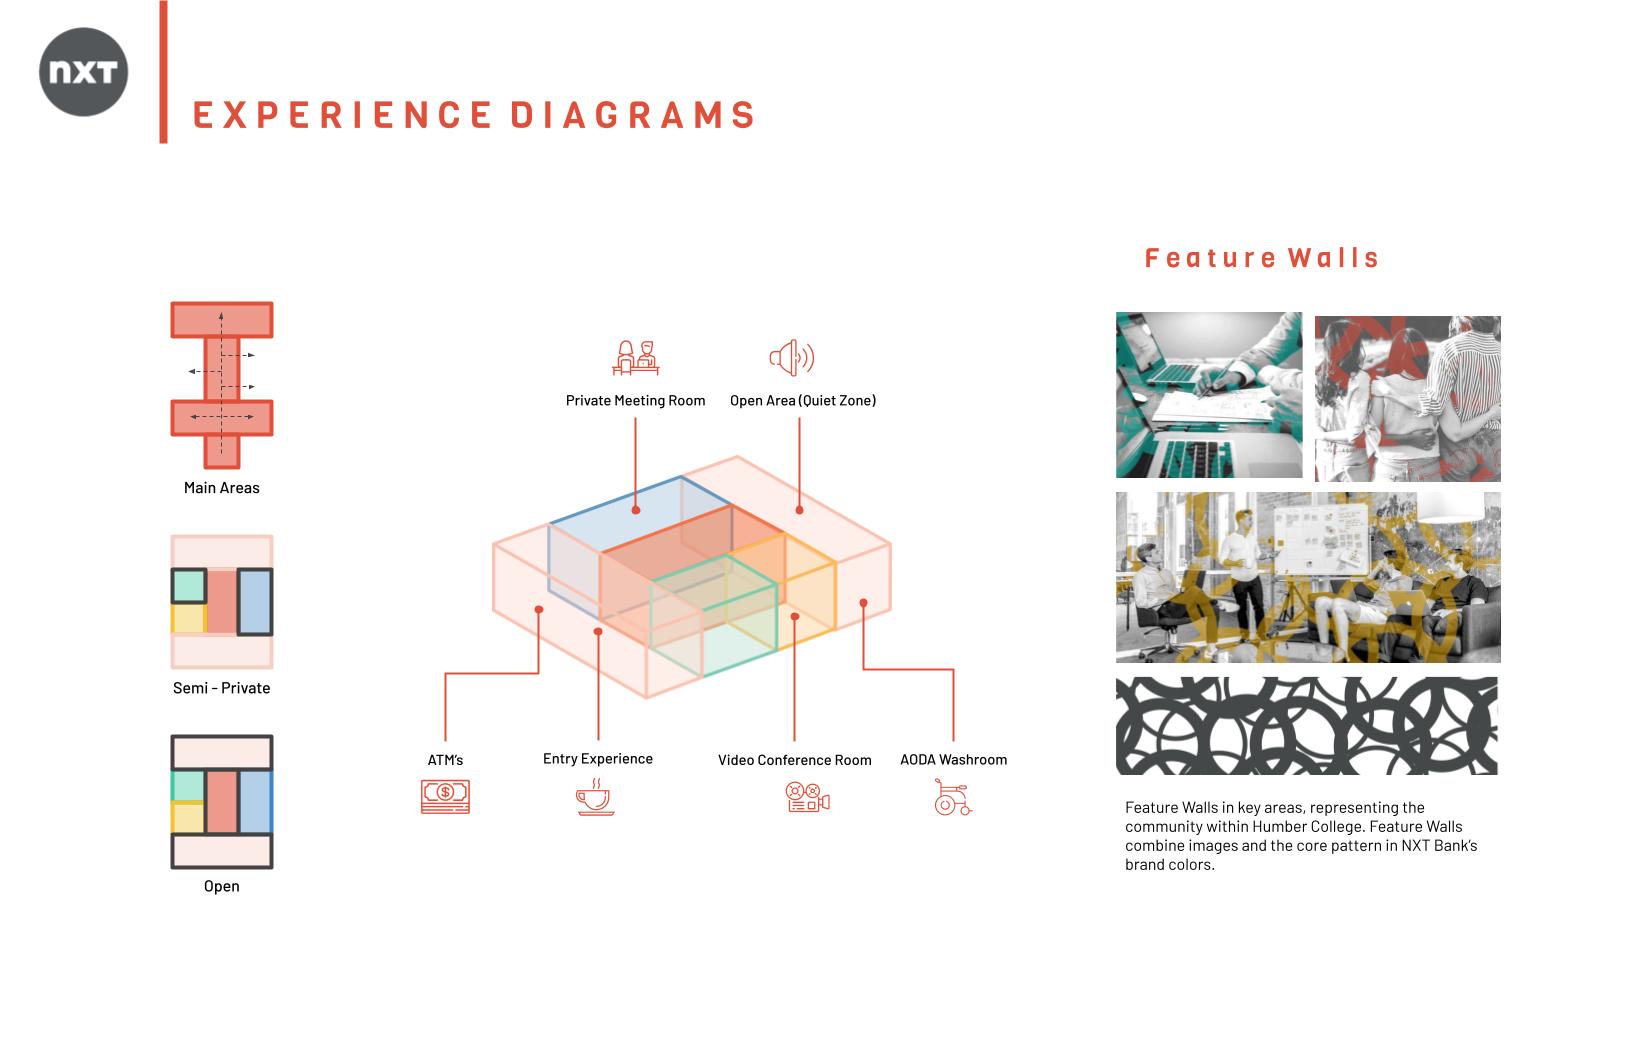 nxt
EXPERIENCE DIAGRAMS
Feature Walls
Main Areas
Semi - Private
Open
Private Meeting Room
Open Area (Quiet Zone)
ATM's
Entry Experience
Video Conference Room
AODA Washroom
$
Feature Walls in key areas, representing the
community within Humber College. Feature Walls
combine images and the core pattern in NXT Bank's
brand colors.